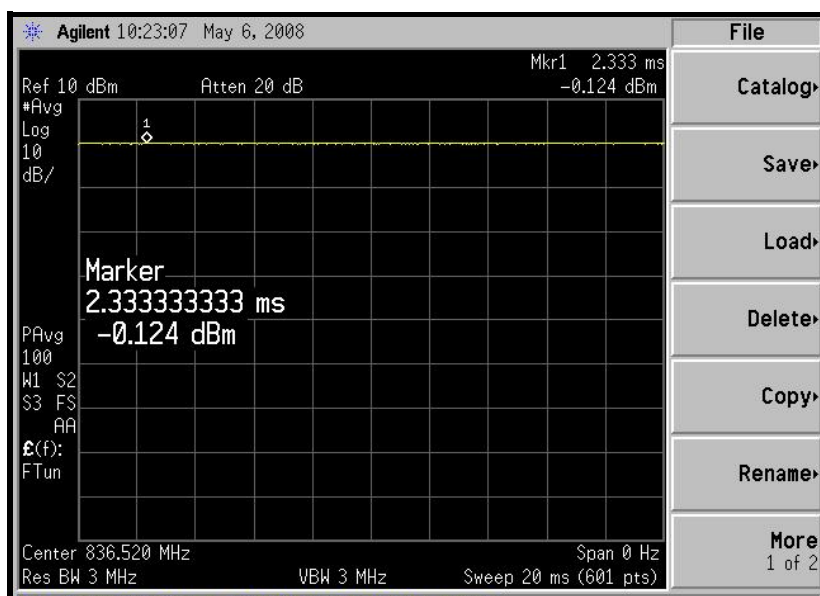 Agilent 10:23:07 May 6, 2008
File
Mkr1 2.333 ms
Ref 10 dBm Atten 20 dB -0.124 dBm
#Avg
Log
10
dB/
1
Marker
2.333333333 ms
-0.124 dBm
PAvg
100
W1 S2
S3 FS
AA
£(f):
FTun
Center 836.520 MHz Span 0 Hz
Res BW 3 MHz VBW 3 MHz Sweep 20 ms (601 pts)
Catalog
Save
Load
Delete
Copy
Rename
More
1 of 2